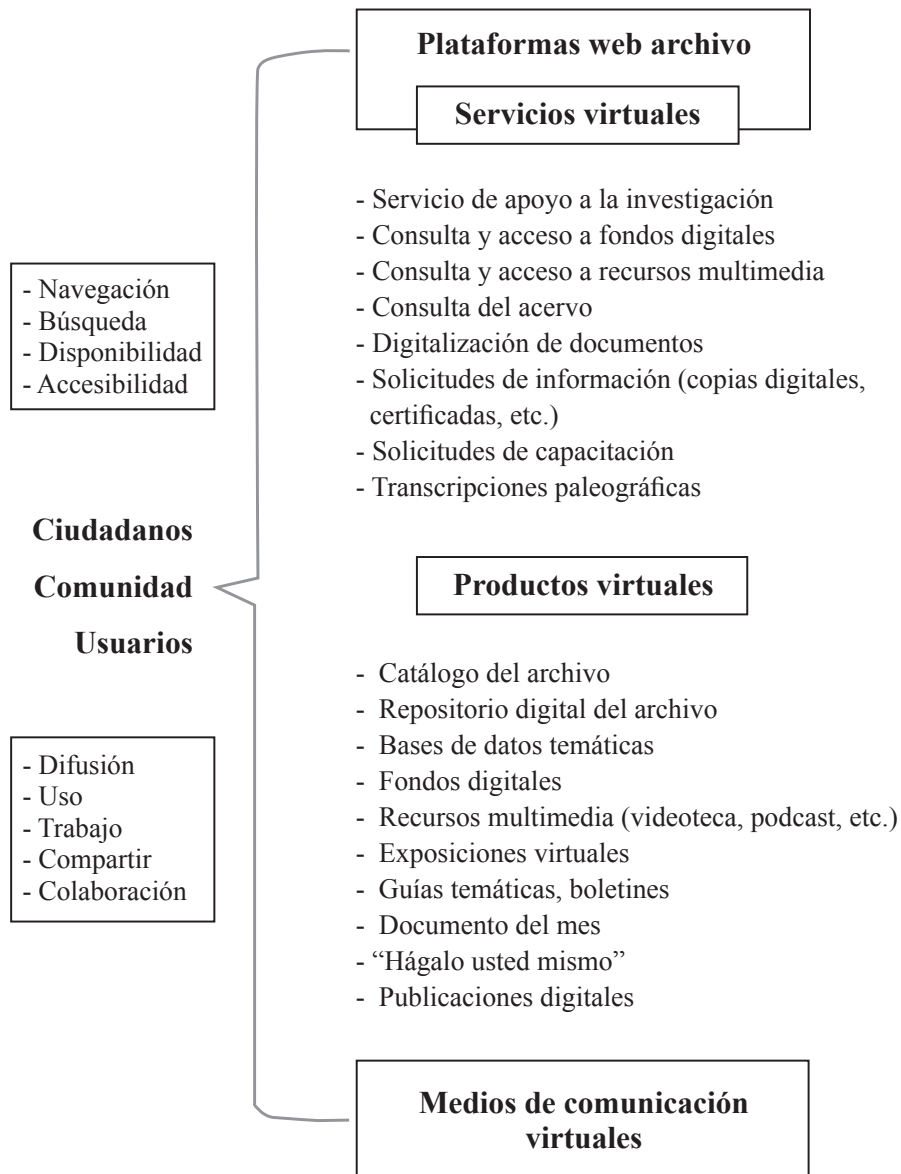 Plataformas web archivo
Servicios virtuales
- Servicio de apoyo a la investigación
- Consulta y acceso a fondos digitales
- Consulta y acceso a recursos multimedia
- Consulta del acervo
- Digitalización de documentos
- Solicitudes de información (copias digitales,
certificadas, etc.)
- Solicitudes de capacitación
- Transcripciones paleográficas
- Navegación
- Búsqueda
- Disponibilidad
- Accesibilidad
Ciudadanos
Comunidad
Usuarios
- Difusión
- Uso
- Trabajo
- Compartir
- Colaboración
Productos virtuales
- Catálogo del archivo
- Repositorio digital del archivo
- Bases de datos temáticas
- Fondos digitales
- Recursos multimedia (videoteca, podcast, etc.)
- Exposiciones virtuales
- Guías temáticas, boletines
- Documento del mes
- “Hágalo usted mismo”
- Publicaciones digitales
Medios de comunicación
virtuales